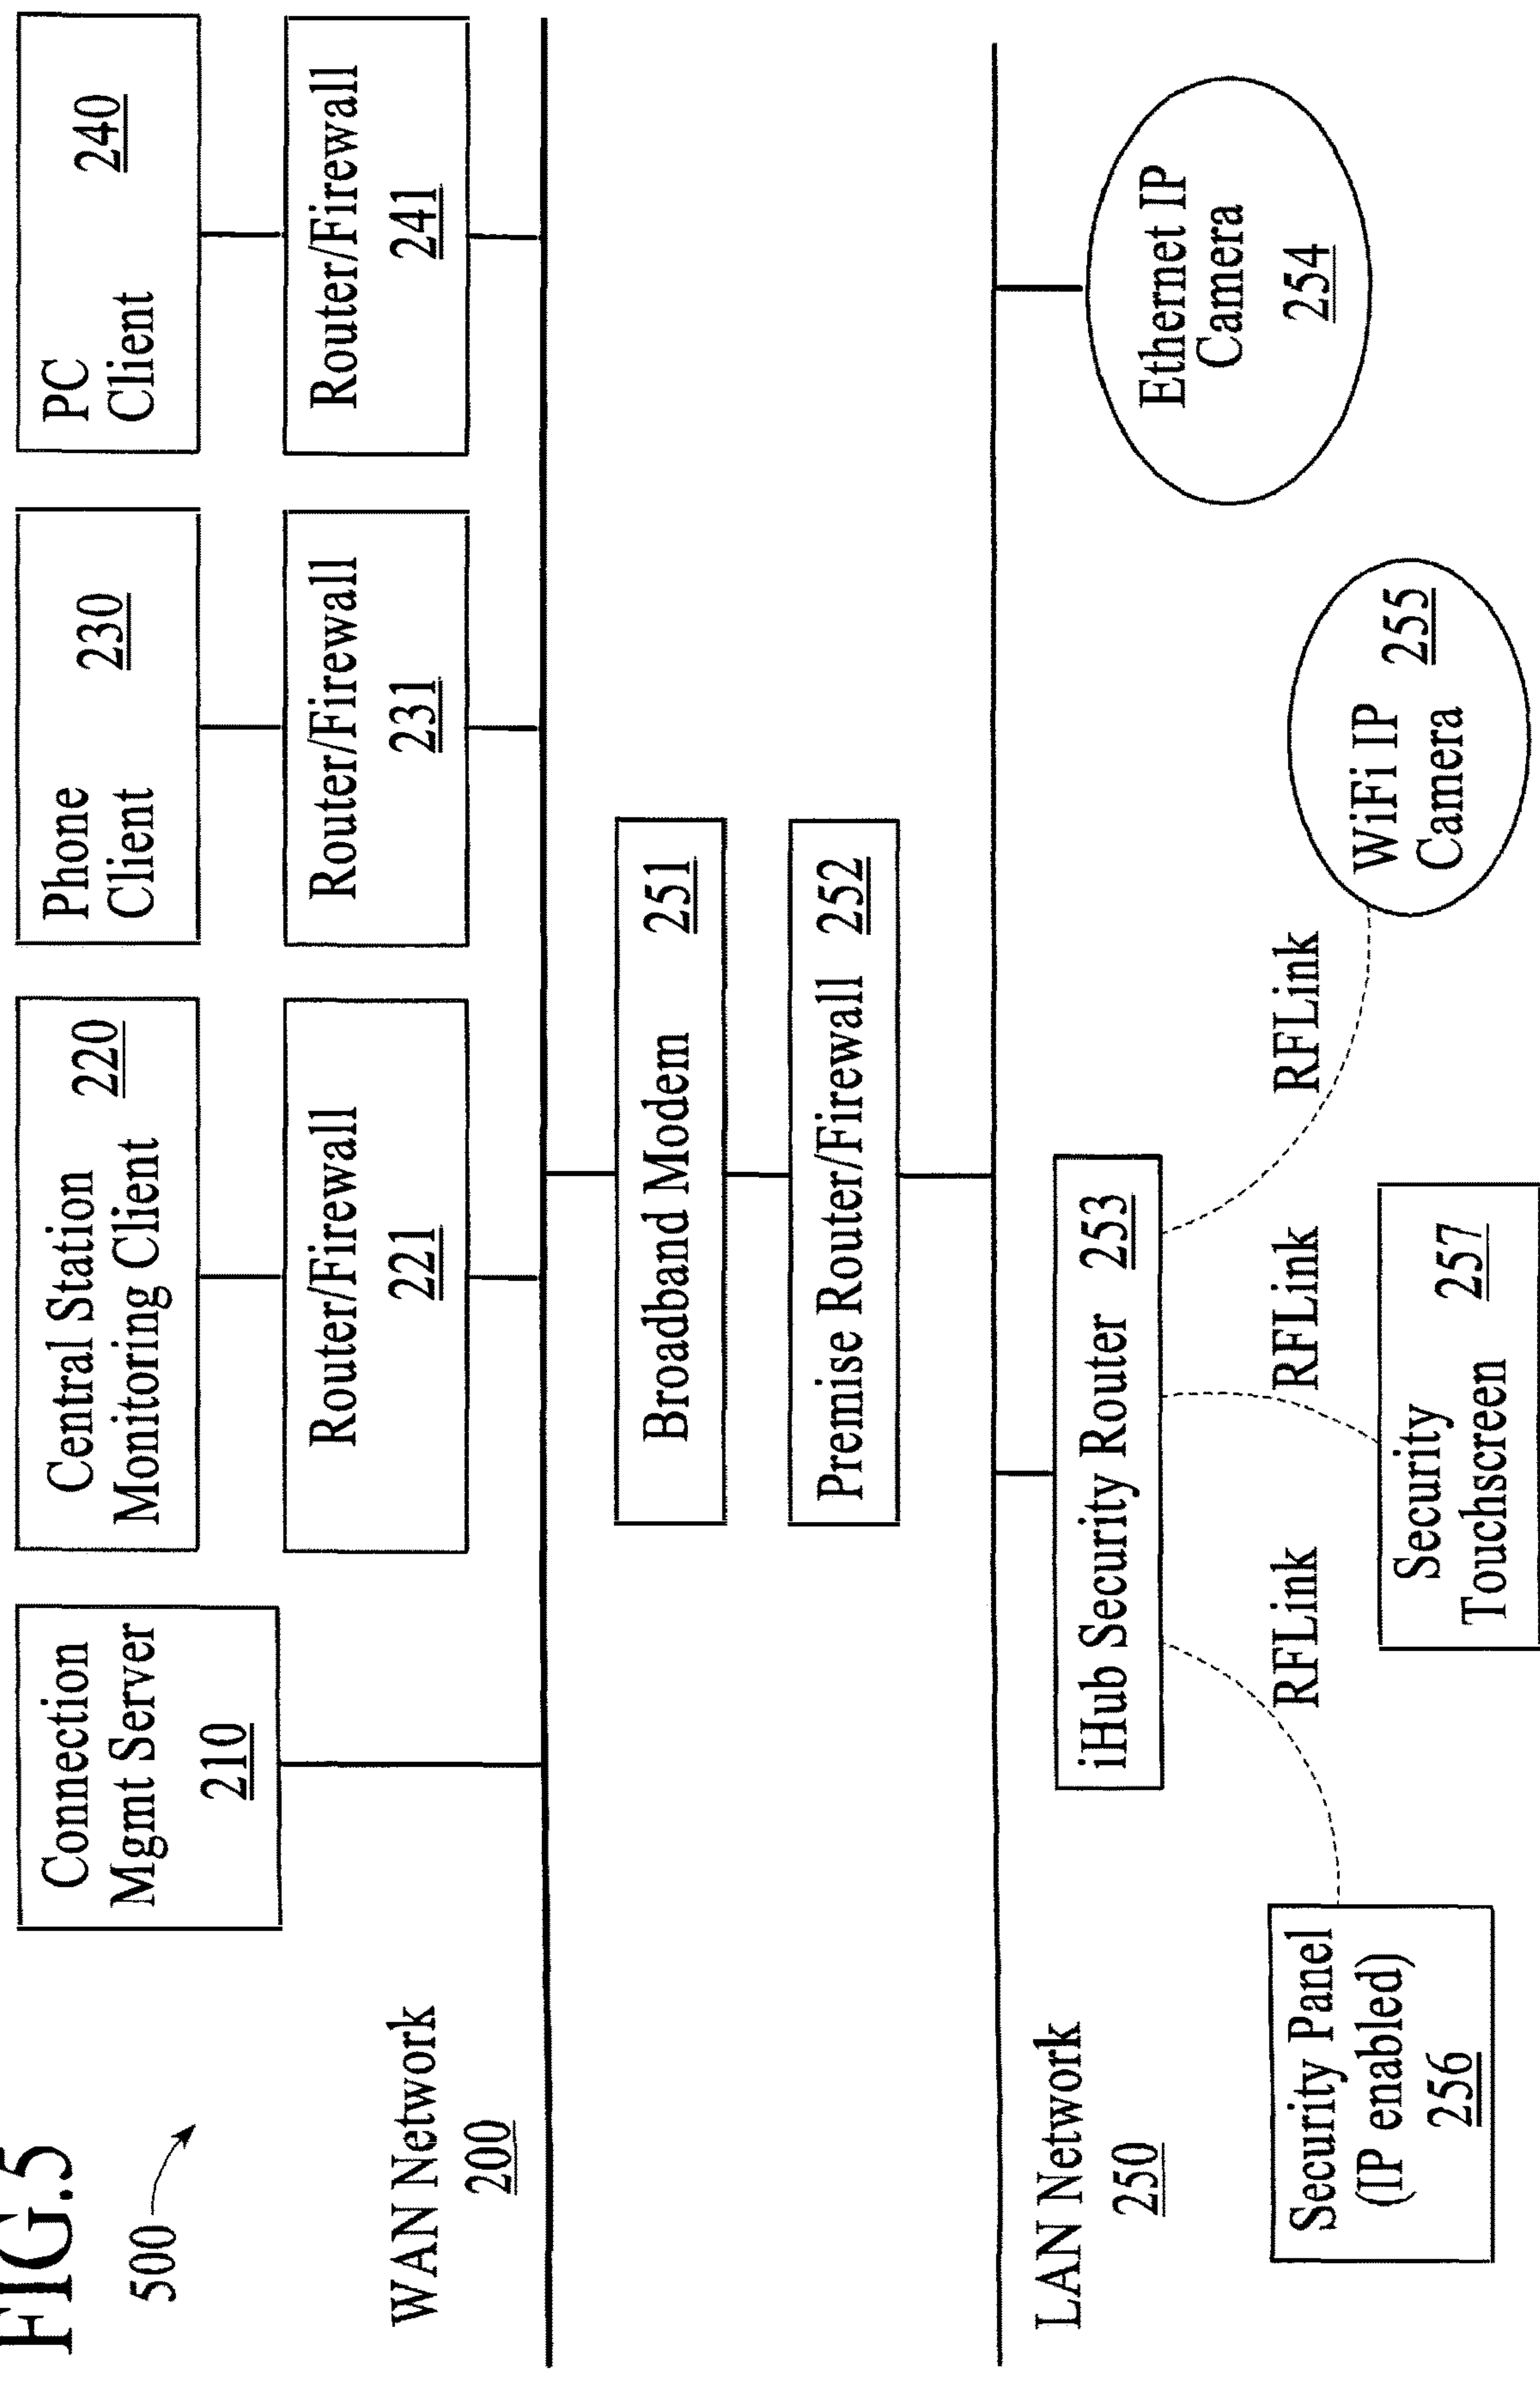 FIG.5
500
Connection
Mgmt Server
210
Central Station
Monitoring Client
220
Phone
Client
230
PC
Client
240
Router/Firewall
221
Router/Firewall
231
Router/Firewall
241
WAN Network
200
Broadband Modem 251
Premise Router/Firewall 252
LAN Network
250
iHub Security Router 253
Ethernet IP
Camera
254
RFLink
RFLink
RFLink
Security Panel
(IP enabled)
256
Security
Touchscreen
257
WiFi IP
Camera
255